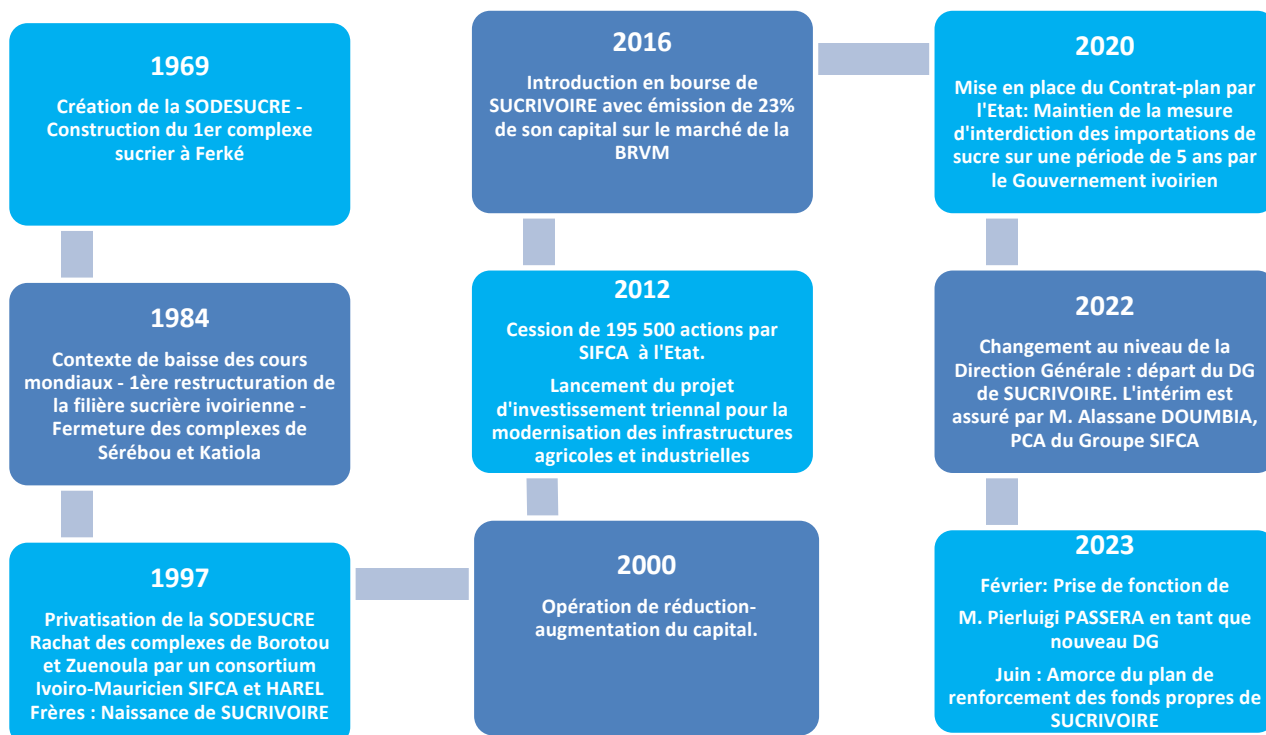 1969
Création de la SODESUCRE -
Construction du 1er complexe
sucrier à Ferké
1984
Contexte de baisse des cours
mondiaux - 1ère restructuration de
la filière sucrière ivoirienne -
Fermeture des complexes de
Sérébou et Katiola
1997
Privatisation de la SODESUCRE
Rachat des complexes de Borotou
et Zuenoula par un consortium
Ivoiro-Mauricien SIFCA et HAREL
Frères : Naissance de SUCRIVOIRE
2000
Opération de réduction-
augmentation du capital.
2012
Cession de 195 500 actions par
SIFCA à l'Etat.
Lancement du projet
d'investissement triennal pour la
modernisation des infrastructures
agricoles et industrielles
2016
Introduction en bourse de
SUCRIVOIRE avec émission de 23%
de son capital sur le marché de la
BRVM
2020
Mise en place du Contrat-plan par
l'Etat: Maintien de la mesure
d'interdiction des importations de
sucre sur une période de 5 ans par
le Gouvernement ivoirien
2022
Changement au niveau de la
Direction Générale : départ du DG
de SUCRIVOIRE. L'intérim est
assuré par M. Alassane DOUMBIA,
PCA du Groupe SIFCA
2023
Février: Prise de fonction de
M. Pierluigi PASSERA en tant que
nouveau DG
Juin : Amorce du plan de
renforcement des fonds propres de
SUCRIVOIRE